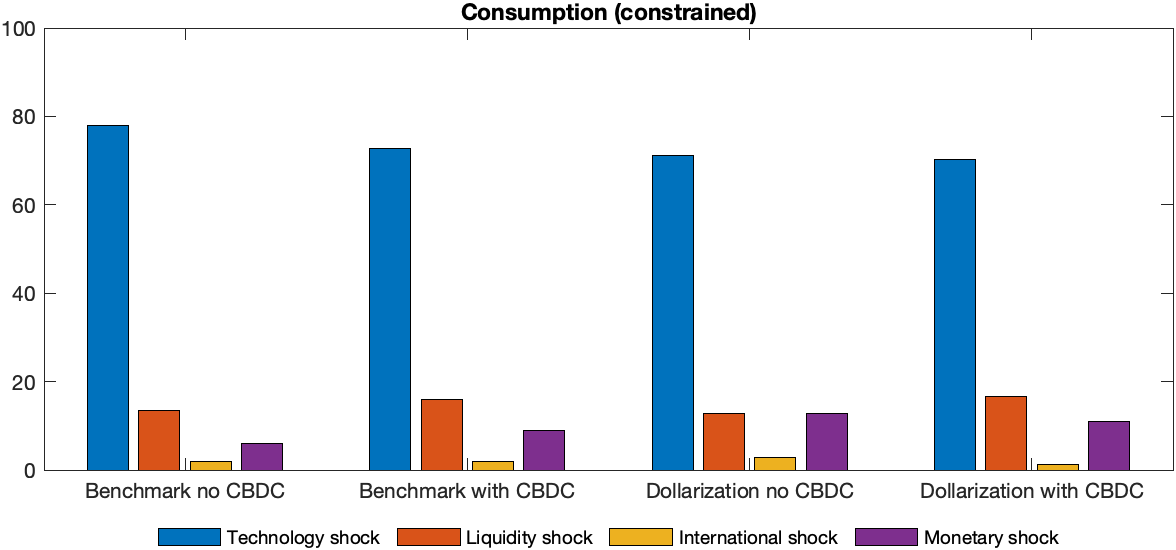 Consumption (constrained)
100
80
60
40
20
0
Benchmark no CBDC Benchmark with CBDC Dollarization no CBDC Dollarization with CBDC
Technology shock Liquidity shock International shock Monetary shock